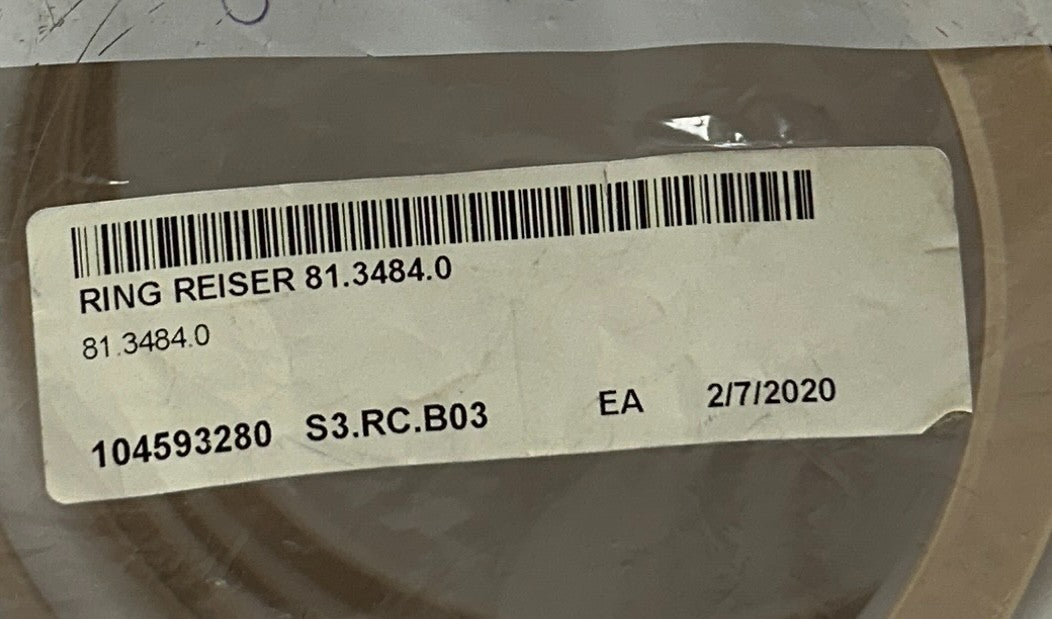 RING REISER 81.3484.0
81.3484.0
104593280 S3.RC.B03 EA 2/7/2020